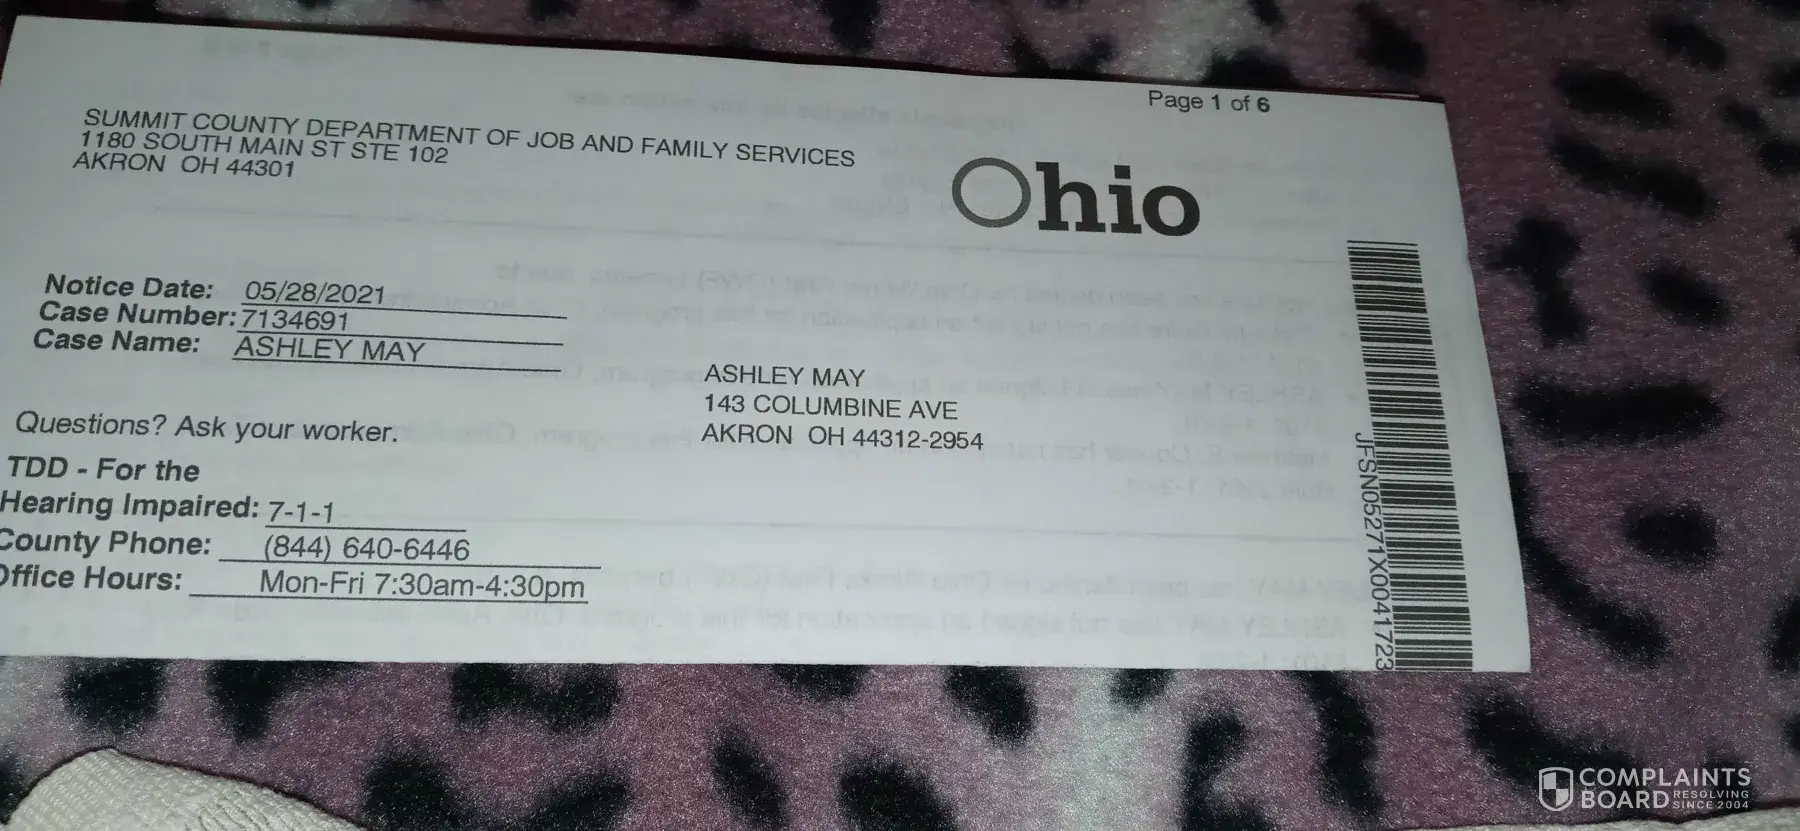 Page 1 of 6
SUMMIT COUNTY DEPARTMENT OF JOB AND FAMILY SERVICES
1180 SOUTH MAIN ST STE 102
AKRON OH 44301
Ohio
Notice Date: 05/28/2021
Case Number: 7134691
Case Name: ASHLEY MAY
ASHLEY MAY
143 COLUMBINE AVE
AKRON OH 44312-2954
Questions? Ask your worker.
TDD - For the
Hearing Impaired: 7-1-1
County Phone: (844) 640-6446
Office Hours: Mon-Fri 7:30am-4:30pm
JFSN05271X0041723
COMPLAINTS
BOARD RESOLVING
SINCE 2004